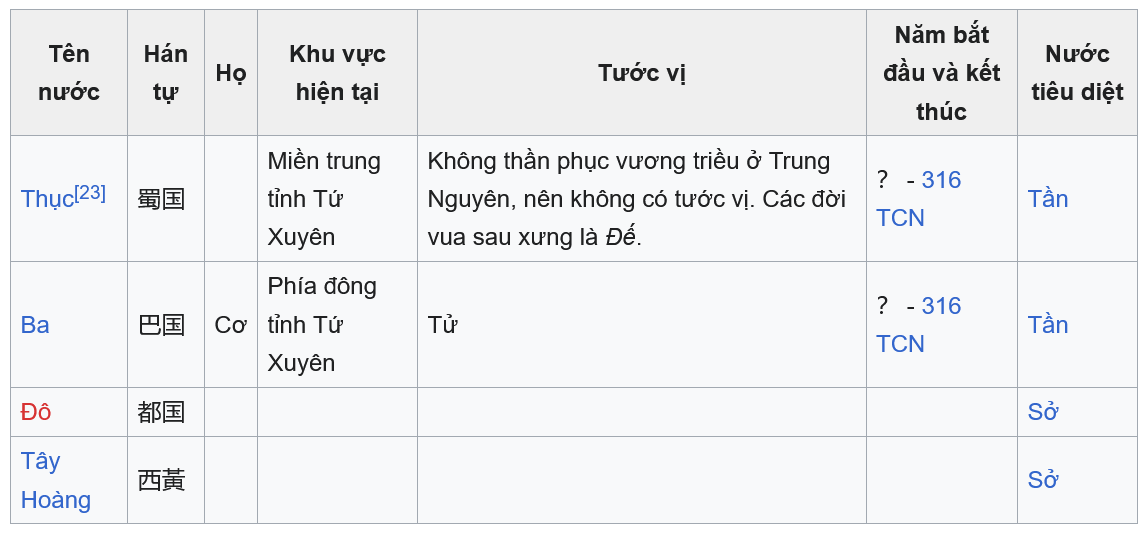 Tên nước
Hán tự
Họ
Khu vực hiện tại
Tước vị
Năm bắt đầu và kết thúc
Nước tiêu diệt
Thục[23]
蜀国
Miền trung
tỉnh Tứ
Xuyên
Không thần phục vương triều ở Trung
Nguyên, nên không có tước vị. Các đời
vua sau xưng là Đế.
? - 316
TCN
Tần
Ba
巴国
Cơ
Phía đông
tỉnh Tứ
Xuyên
Tử
? - 316
TCN
Tần
Đô
都国
Sở
Tây
Hoàng
西黃
Sở